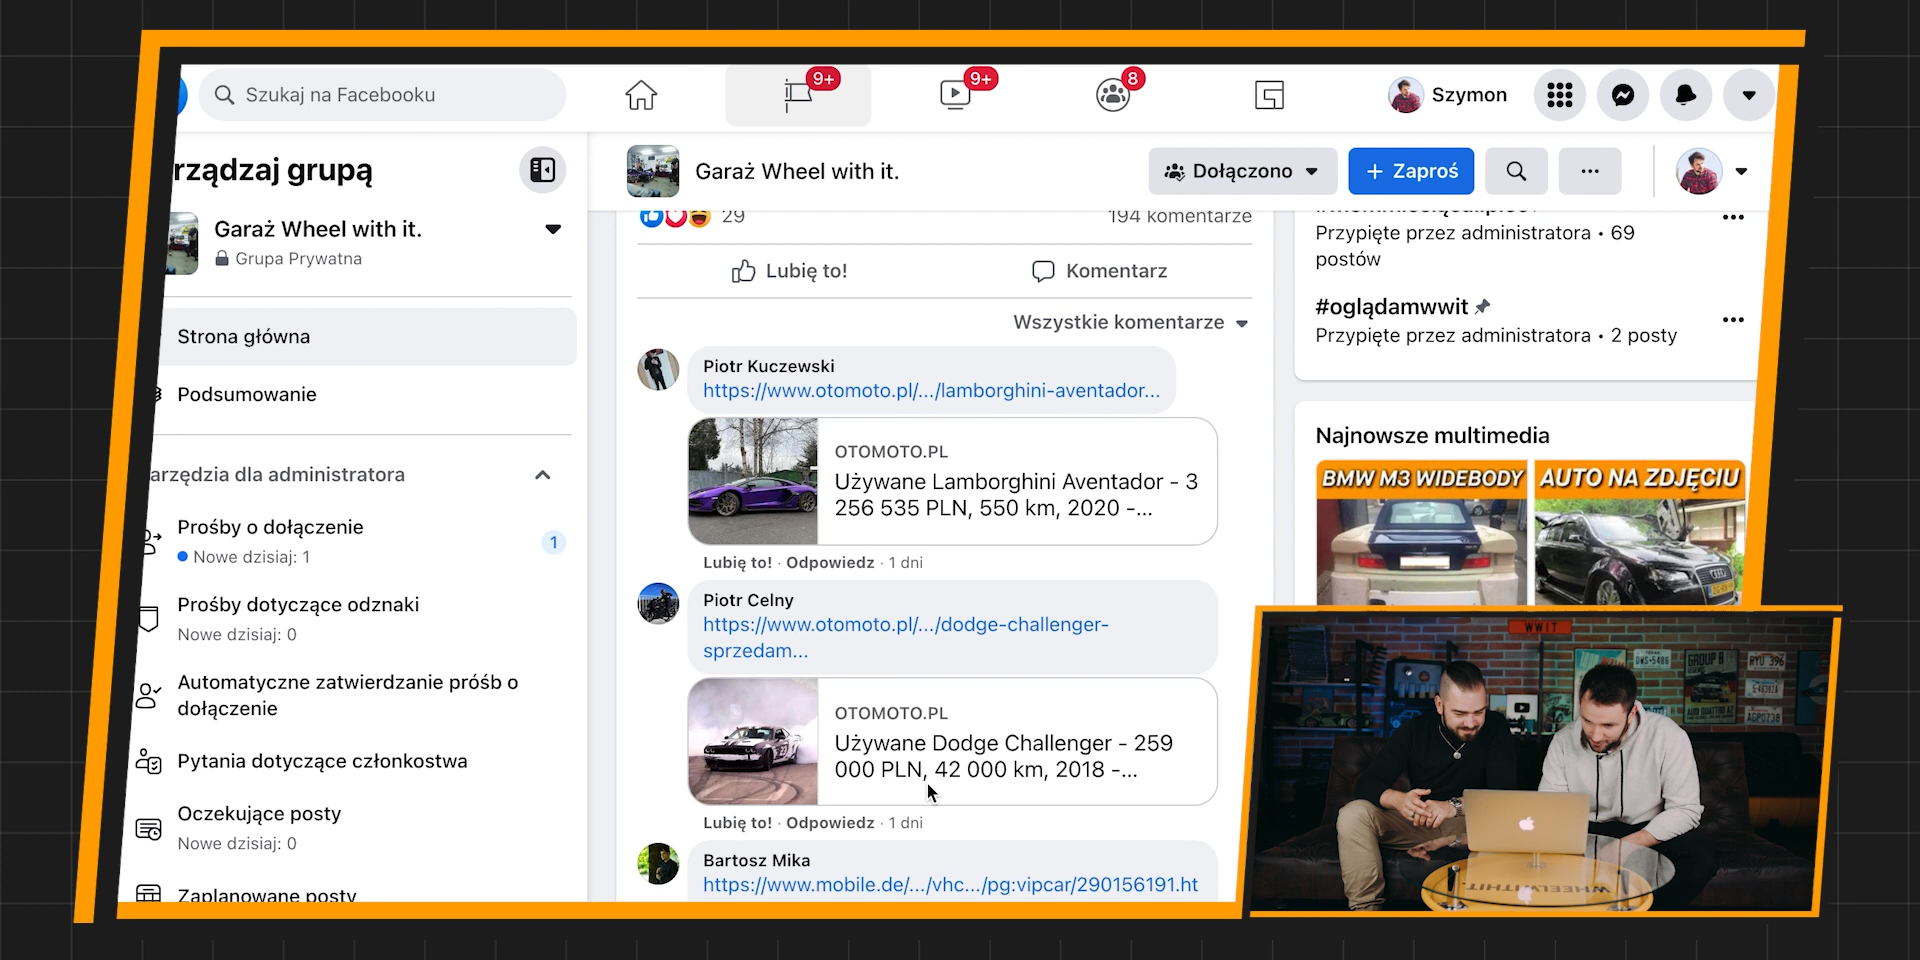 Szukaj na Facebooku
9+
9+
8
Szymon
rządzaj grupą
Garaż Wheel with it.
Grupa Prywatna
Strona główna
Podsumowanie
arzędzia dla administratora
Prośby o dołączenie
Nowe dzisiaj: 1
1
Prośby dotyczące odznaki
Nowe dzisiaj: 0
Automatyczne zatwierdzanie próśb o
dołączenie
Pytania dotyczące członkostwa
Oczekujące posty
Nowe dzisiaj: 0
Zaplanowane posty
Garaż Wheel with it.
Dołączono
+ Zaproś
29
194 komentarze
Lubię to!
Komentarz
Wszystkie komentarze
Piotr Kuczewski
https://www.otomoto.pl/.../lamborghini-aventador...
OTOMOTO.PL
Używane Lamborghini Aventador - 3
256 535 PLN, 550 km, 2020 -...
Lubię to! · Odpowiedz · 1 dni
Piotr Celny
https://www.otomoto.pl/.../dodge-challenger-
sprzedam...
OTOMOTO.PL
Używane Dodge Challenger - 259
000 PLN, 42 000 km, 2018 -...
Lubię to! · Odpowiedz · 1 dni
Bartosz Mika
https://www.mobile.de/.../vhc.../pg:vipcar/290156191.ht
Przypięte przez administratora • 69
postów
#oglądamwwit
Przypięte przez administratora • 2 posty
Najnowsze multimedia
BMW M3 WIDEBODY
AUTO NA ZDJĘCIU
WWIT
GROUP B
RYU 396
WHEELWITHIT.